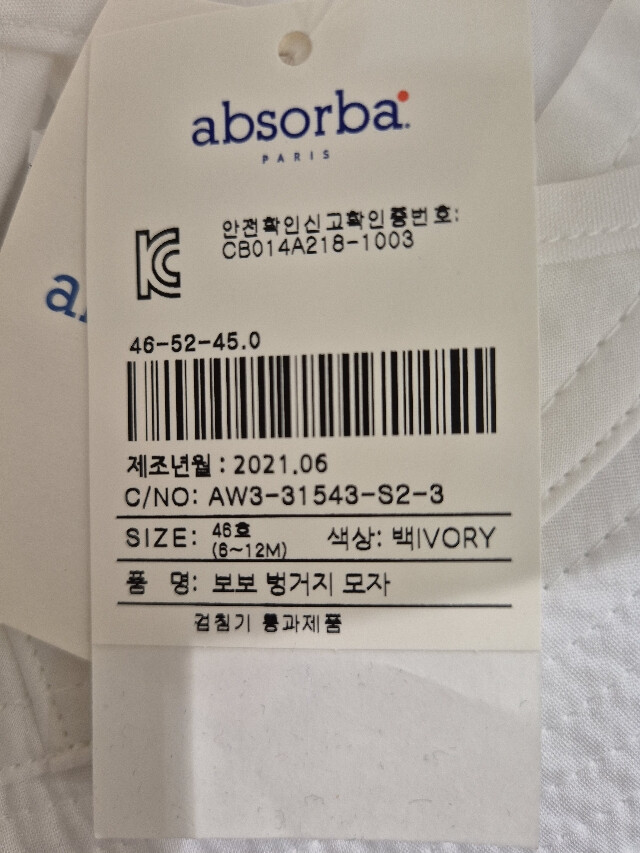 absorba.
PARIS
안전확인신고확인증번호:
CB014A218-1003
46-52-45.0
제조년월 : 2021.06
C/NO: AW3-31543-S2-3
SIZE: 46호 (6~12M) 색상: 백IVORY
품 명: 보보 벙거지 모자
검침기 통과제품
a